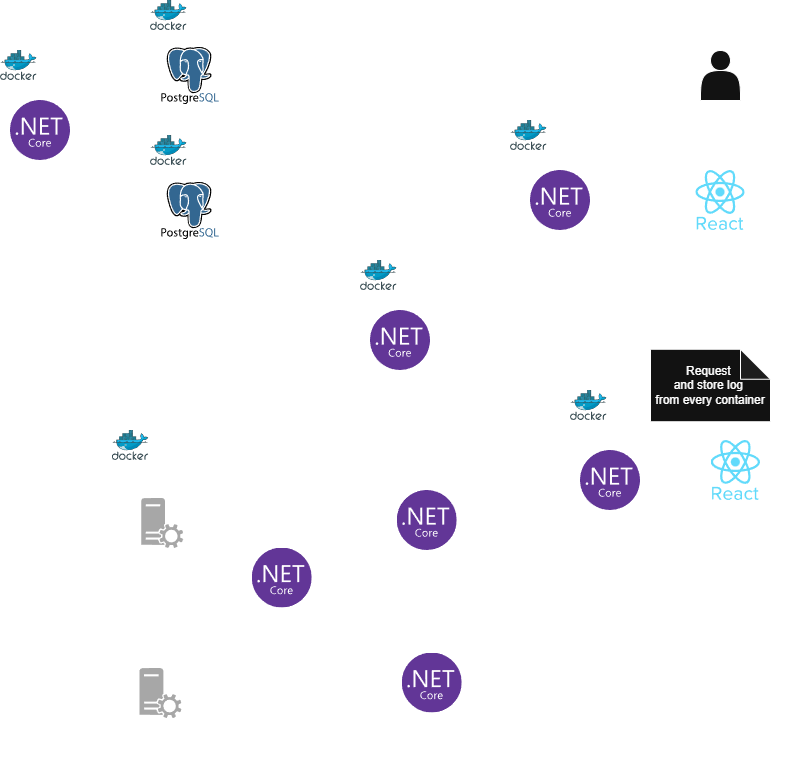 docker
docker
PostgreSQL
.NET
Core
docker
docker
PostgreSQL
.NET
Core
React
docker
.NET
Core
Request
and store log
from every container
docker
docker
.NET
Core
React
.NET
Core
.NET
Core
.NET
Core